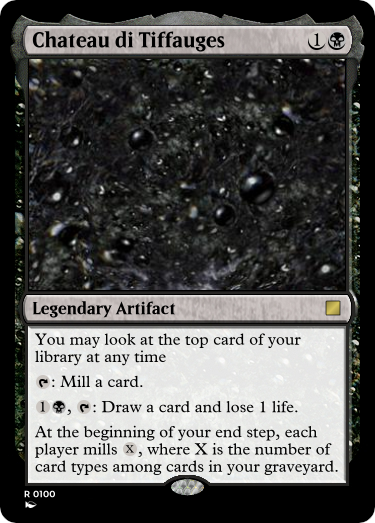 Chateau di Tiffauges 1
Legendary Artifact
You may look at the top card of your
library at any time
: Mill a card.
1 , : Draw a card and lose 1 life.
At the beginning of your end step, each
player mills X, where X is the number of
card types among cards in your graveyard.
R 0100